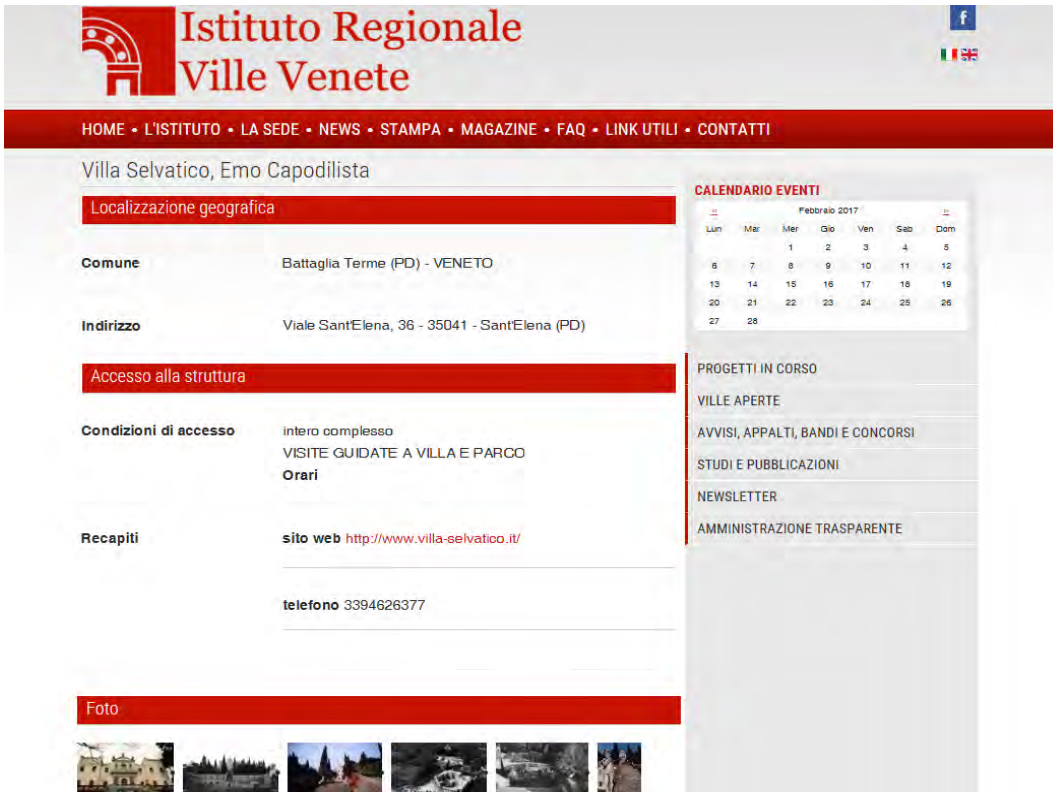 Istituto Regionale
Ville Venete
f
HOME • L'ISTITUTO • LA SEDE • NEWS • STAMPA • MAGAZINE • FAQ • LINK UTILI • CONTATTI
Villa Selvatico, Emo Capodilista
Localizzazione geografica
Comune Battaglia Terme (PD) - VENETO
Indirizzo Viale Sant'Elena, 36 - 35041 - Sant'Elena (PD)
Accesso alla struttura
Condizioni di accesso intero complesso
VISITE GUIDATE A VILLA E PARCO
Orari
Recapiti sito web http://www.villa-selvatico.it/
telefono 3394626377
Foto
CALENDARIO EVENTI
« Febbraio 2017 »
Lun Mar Mer Gio Ven Sab Dom
1 2 3 4 5
6 7 8 9 10 11 12
13 14 15 16 17 18 19
20 21 22 23 24 25 26
27 28
PROGETTI IN CORSO
VILLE APERTE
AVVISI, APPALTI, BANDI E CONCORSI
STUDI E PUBBLICAZIONI
NEWSLETTER
AMMINISTRAZIONE TRASPARENTE